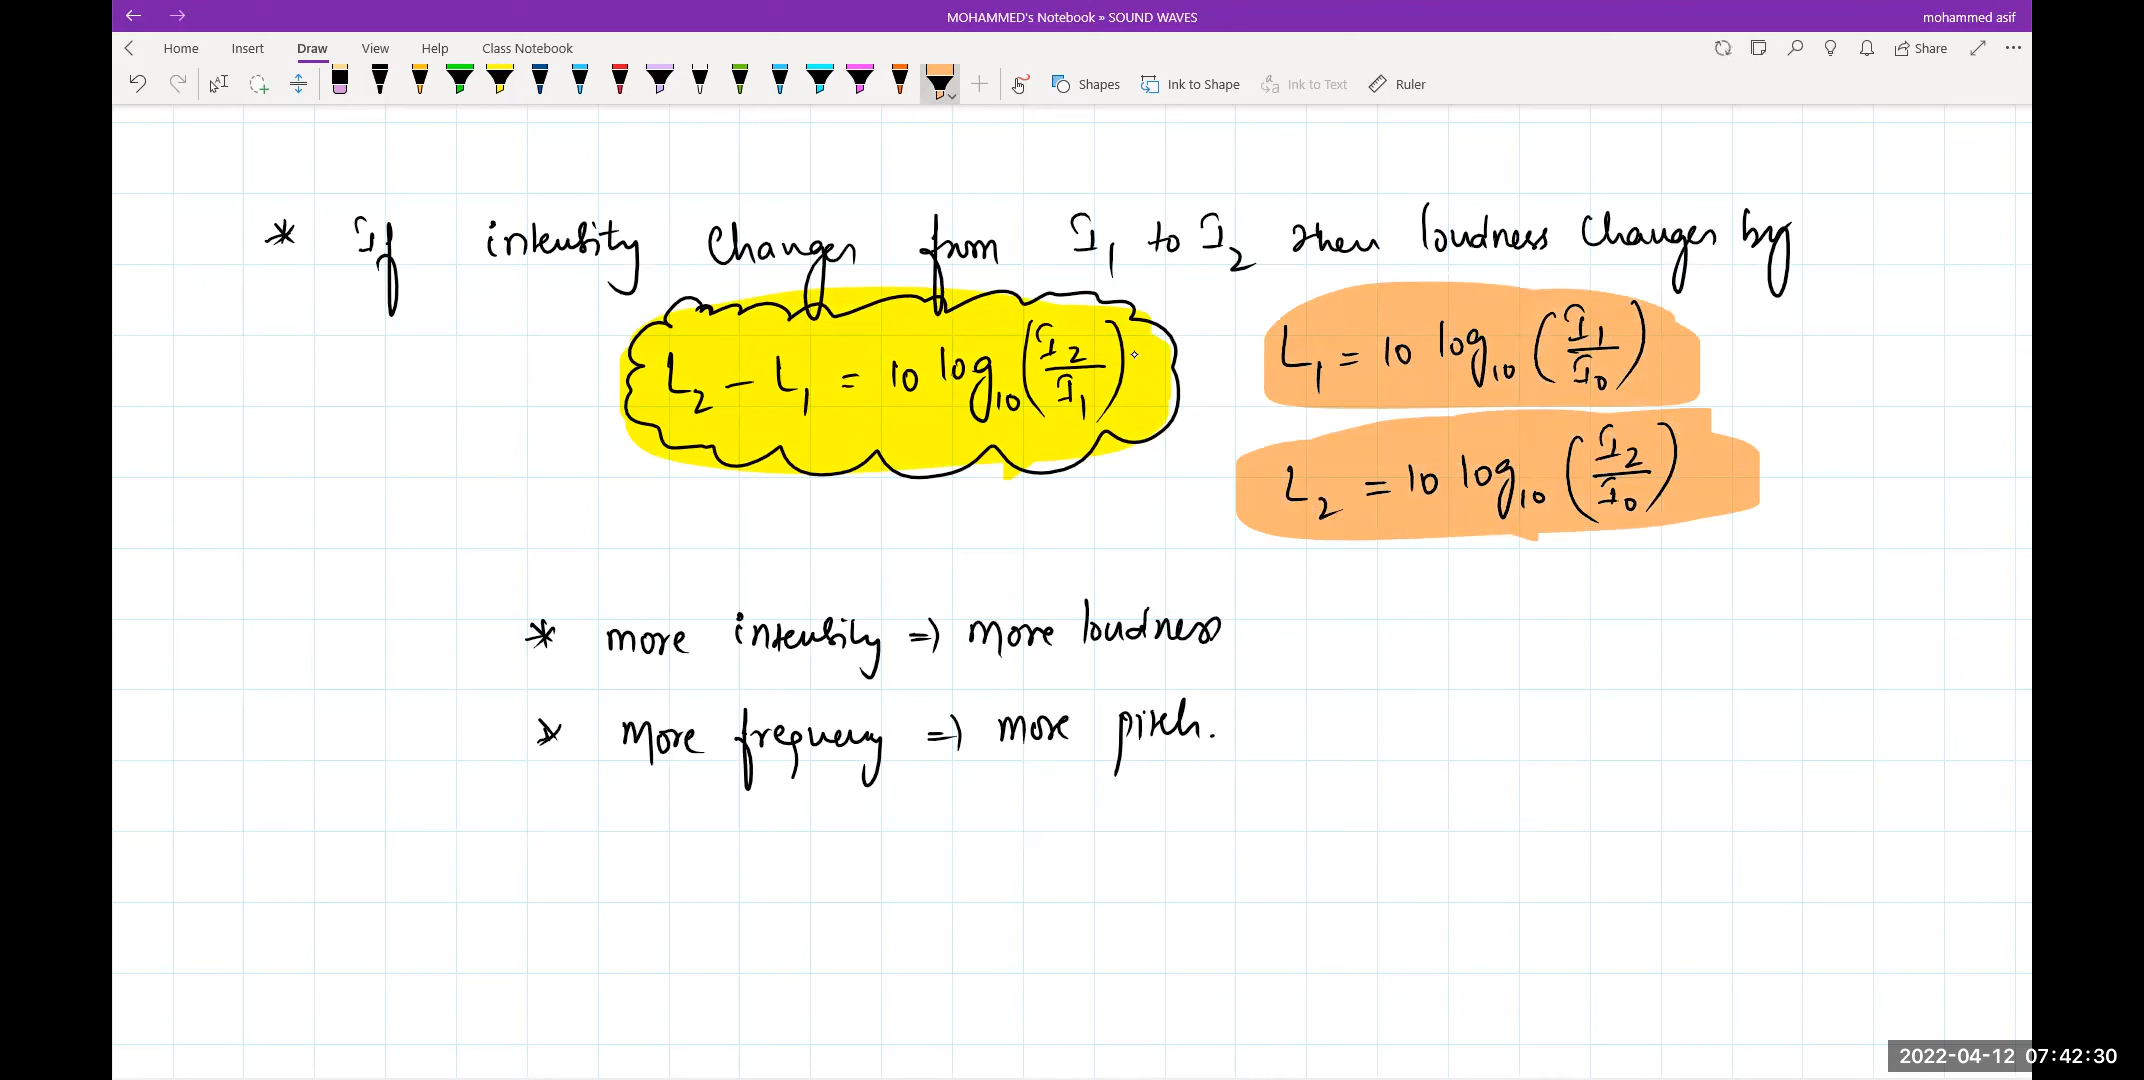 MOHAMMED's Notebook » SOUND WAVES
mohammed asif
Home Insert Draw View Help Class Notebook
Share
Shapes Ink to Shape Ink to Text Ruler
* If intensity changes from I₁ to I₂ then loudness changes by
L₂ - L₁ = 10 log₁₀ (I₂/I₁)
L₁ = 10 log₁₀ (I₁/I₀)
L₂ = 10 log₁₀ (I₂/I₀)
* more intensity => more loudness
* more frequency => more pitch.
2022-04-12 07:42:30